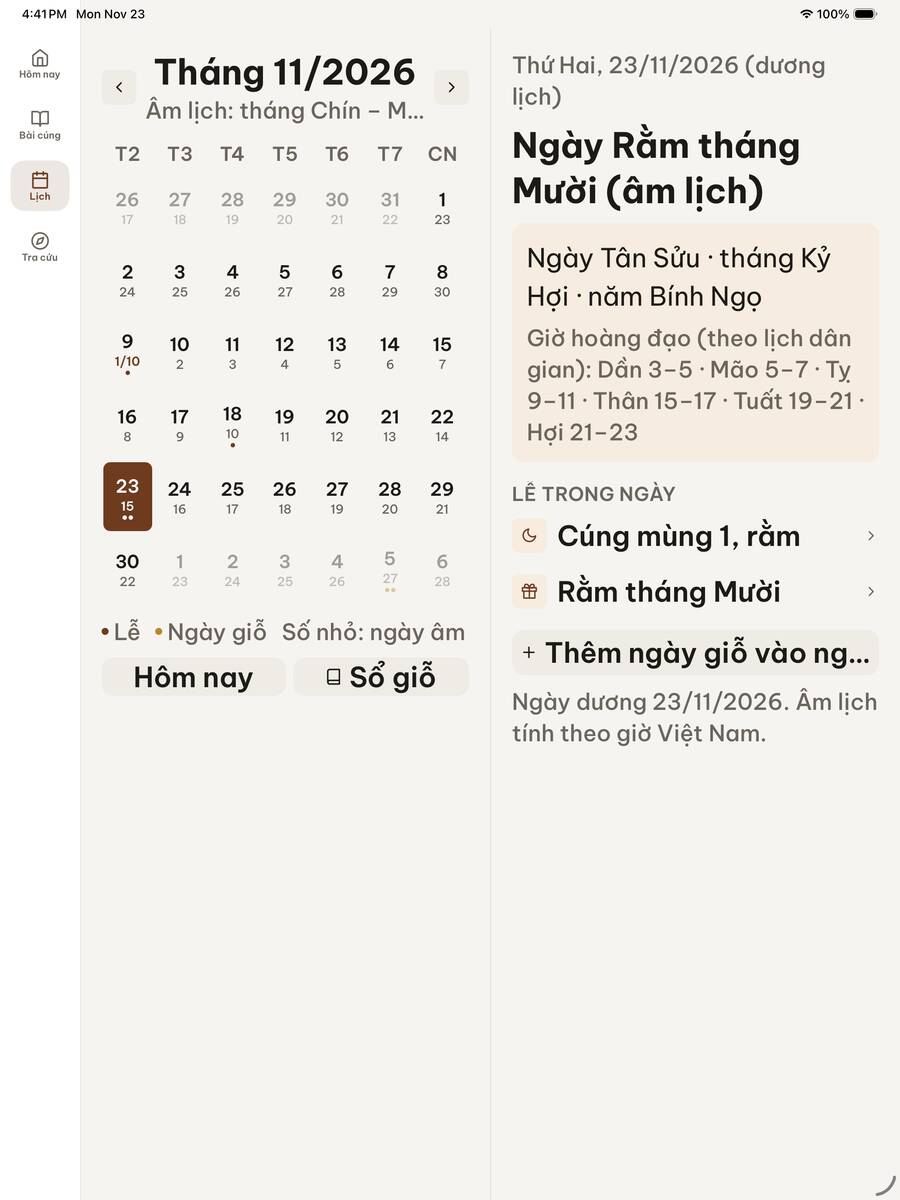 4:41 PM Mon Nov 23
100%
Hôm nay
Bài cúng
Lịch
Tra cứu
Tháng 11/2026
Âm lịch: tháng Chín – M...
T2 T3 T4 T5 T6 T7 CN
26 27 28 29 30 31 1
17 18 19 20 21 22 23
2 3 4 5 6 7 8
24 25 26 27 28 29 30
9 10 11 12 13 14 15
1/10 2 3 4 5 6 7
16 17 18 19 20 21 22
8 9 10 11 12 13 14
23 24 25 26 27 28 29
15 16 17 18 19 20 21
30 1 2 3 4 5 6
22 23 24 25 26 27 28
Lễ Ngày giỗ Số nhỏ: ngày âm
Hôm nay Sổ giỗ
Thứ Hai, 23/11/2026 (dương
lịch)
Ngày Rằm tháng
Mười (âm lịch)
Ngày Tân Sửu · tháng Kỷ
Hợi · năm Bính Ngọ
Giờ hoàng đạo (theo lịch dân
gian): Dần 3–5 · Mão 5–7 · Tỵ
9–11 · Thân 15–17 · Tuất 19–21 ·
Hợi 21–23
LỄ TRONG NGÀY
Cúng mùng 1, rằm
Rằm tháng Mười
+ Thêm ngày giỗ vào ng...
Ngày dương 23/11/2026. Âm lịch
tính theo giờ Việt Nam.